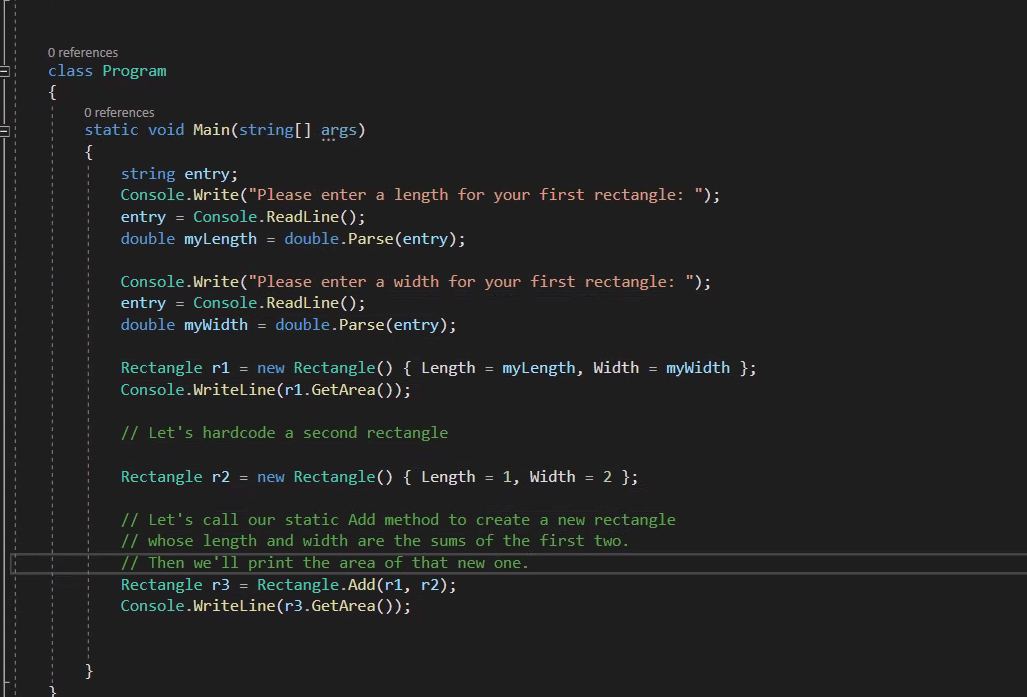 0 references
class Program
{
0 references
static void Main(string[] args)
{
string entry;
Console.Write("Please enter a length for your first rectangle: ");
entry = Console.ReadLine();
double myLength = double.Parse(entry);
Console.Write("Please enter a width for your first rectangle: ");
entry = Console.ReadLine();
double myWidth = double.Parse(entry);
Rectangle r1 = new Rectangle() { Length = myLength, Width = myWidth };
Console.WriteLine(r1.GetArea());
// Let's hardcode a second rectangle
Rectangle r2 = new Rectangle() { Length = 1, Width = 2 };
// Let's call our static Add method to create a new rectangle
// whose length and width are the sums of the first two.
// Then we'll print the area of that new one.
Rectangle r3 = Rectangle.Add(r1, r2);
Console.WriteLine(r3.GetArea());
}
}